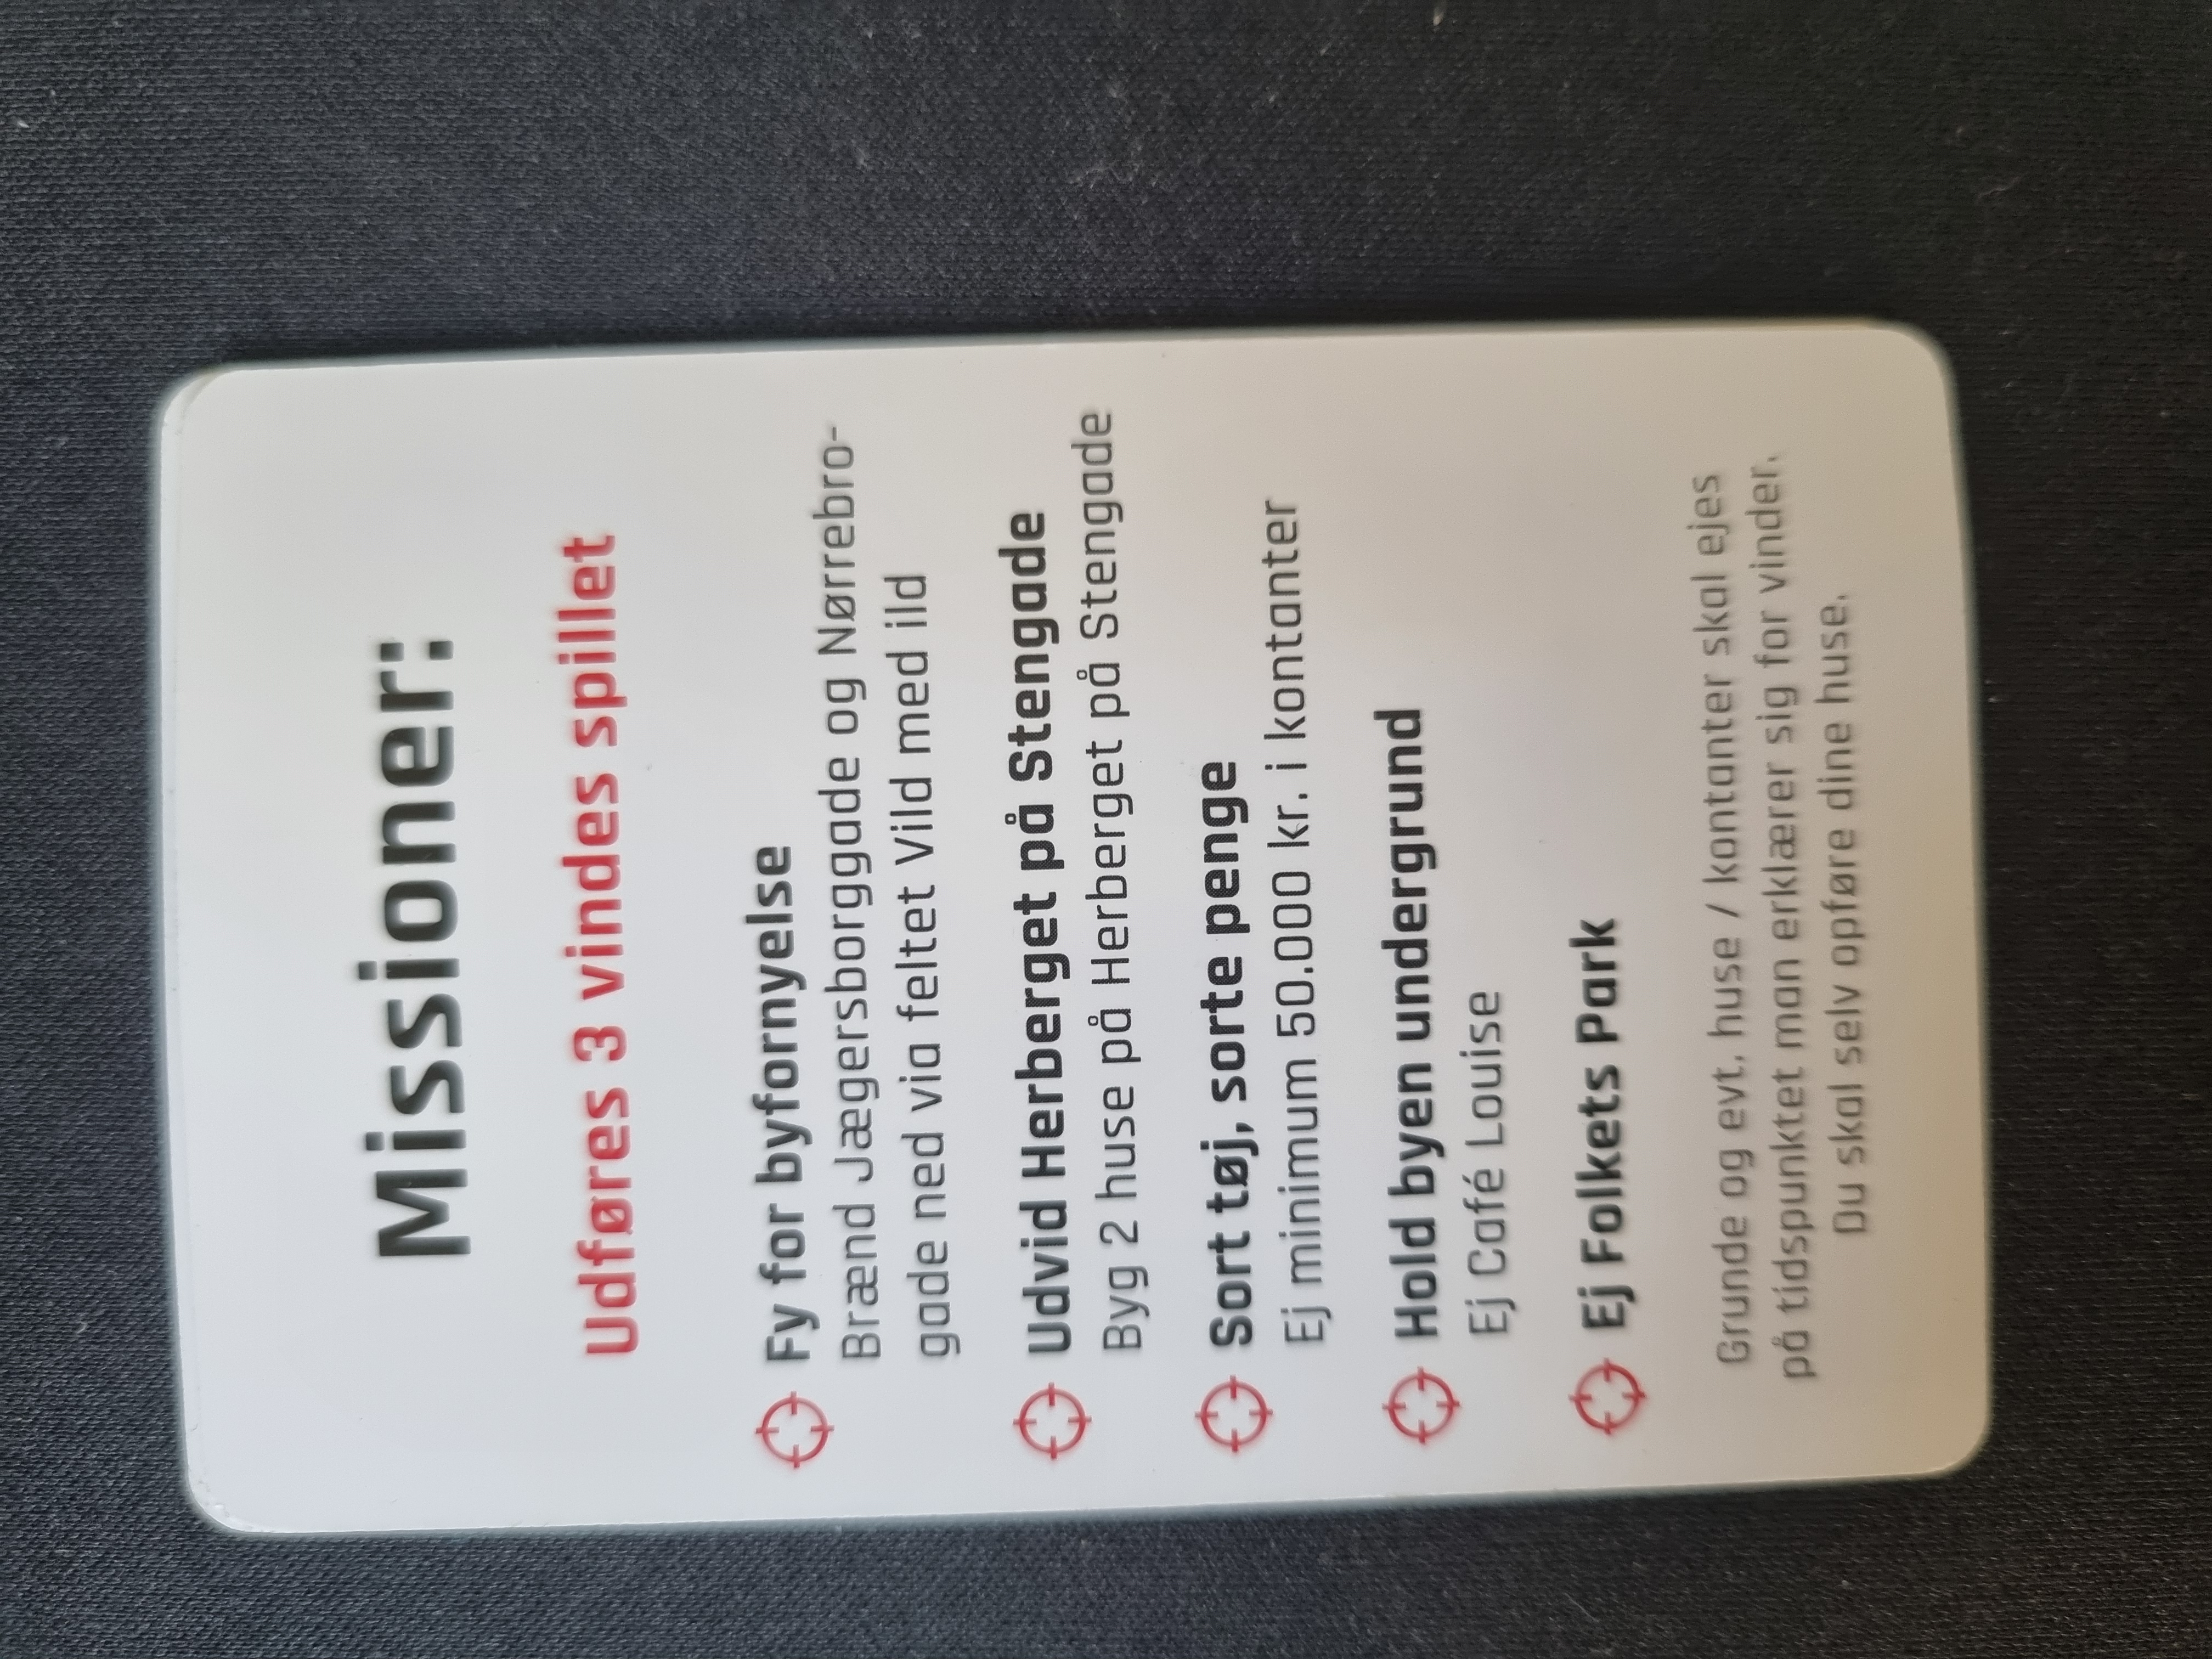 Missioner:
Udføres 3 vindes spillet
Fy for byfornyelse
Brænd Jægersborggade og Nørrebro-
gade ned via feltet Vild med ild
Udvid Herberget på Stengade
Byg 2 huse på Herberget på Stengade
Sort tøj, sorte penge
Ej minimum 50.000 kr. i kontanter
Hold byen undergrund
Ej Café Louise
Ej Folkets Park
Grunde og evt. huse / kontanter skal ejes
på tidspunktet man erklærer sig for vinder.
Du skal selv opføre dine huse.